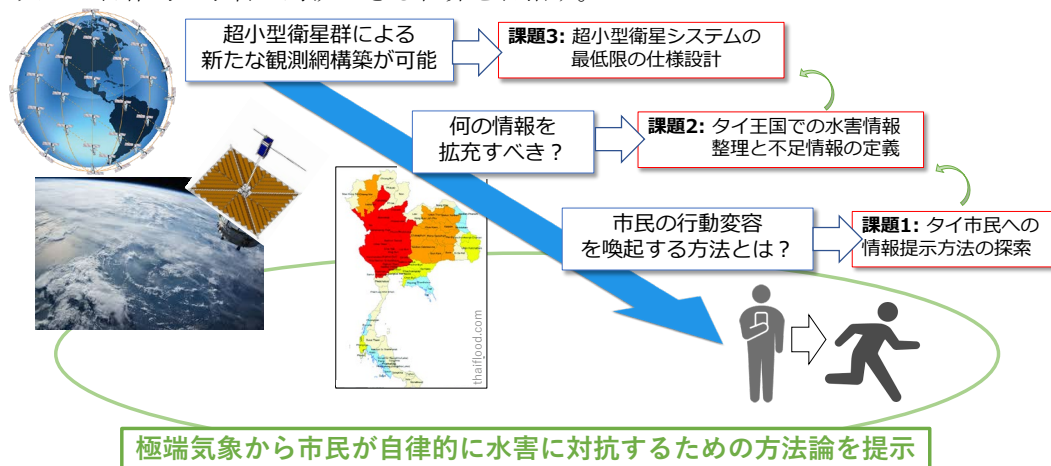 超小型衛星群による
新たな観測網構築が可能
課題3: 超小型衛星システムの
最低限の仕様設計
何の情報を
拡充すべき？
課題2: タイ王国での水害情報
整理と不足情報の定義
市民の行動変容
を喚起する方法とは？
課題1: タイ市民への
情報提示方法の探索
thaiflood.com
極端気象から市民が自律的に水害に対抗するための方法論を提示